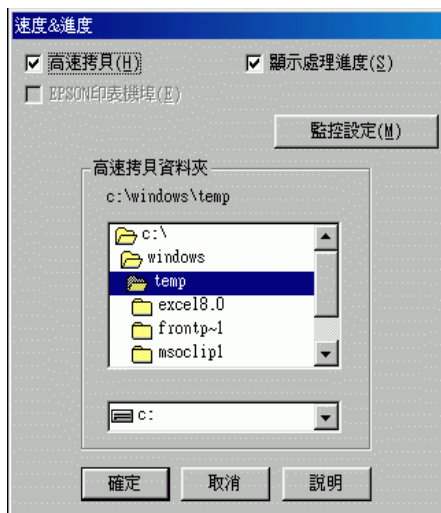 速度&進度
高速拷貝(H)
顯示處理進度(S)
EPSON印表機埠(E)
監控設定(M)
高速拷貝資料夾
c:\windows\temp
c:\
windows
temp
excel8.0
frontp~1
msoclip1
c:
確定
取消
說明